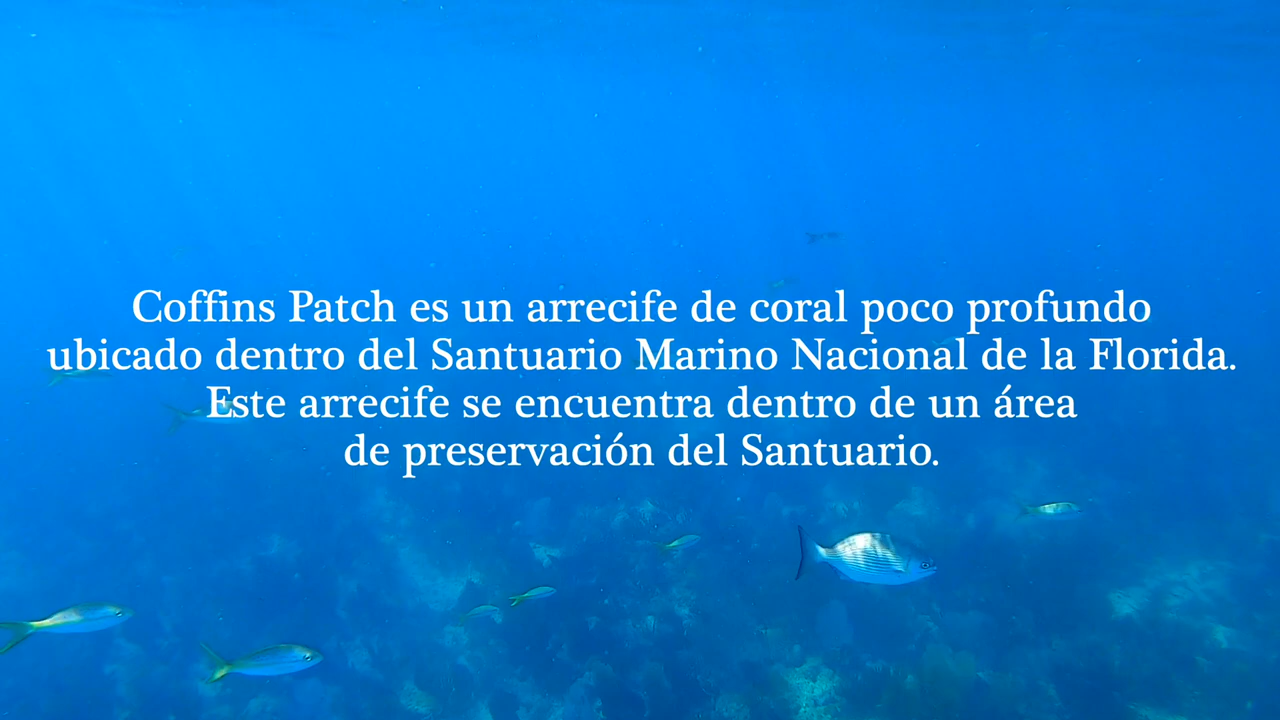 Coffins Patch es un arrecife de coral poco profundo
ubicado dentro del Santuario Marino Nacional de la Florida.
Este arrecife se encuentra dentro de un área
de preservación del Santuario.